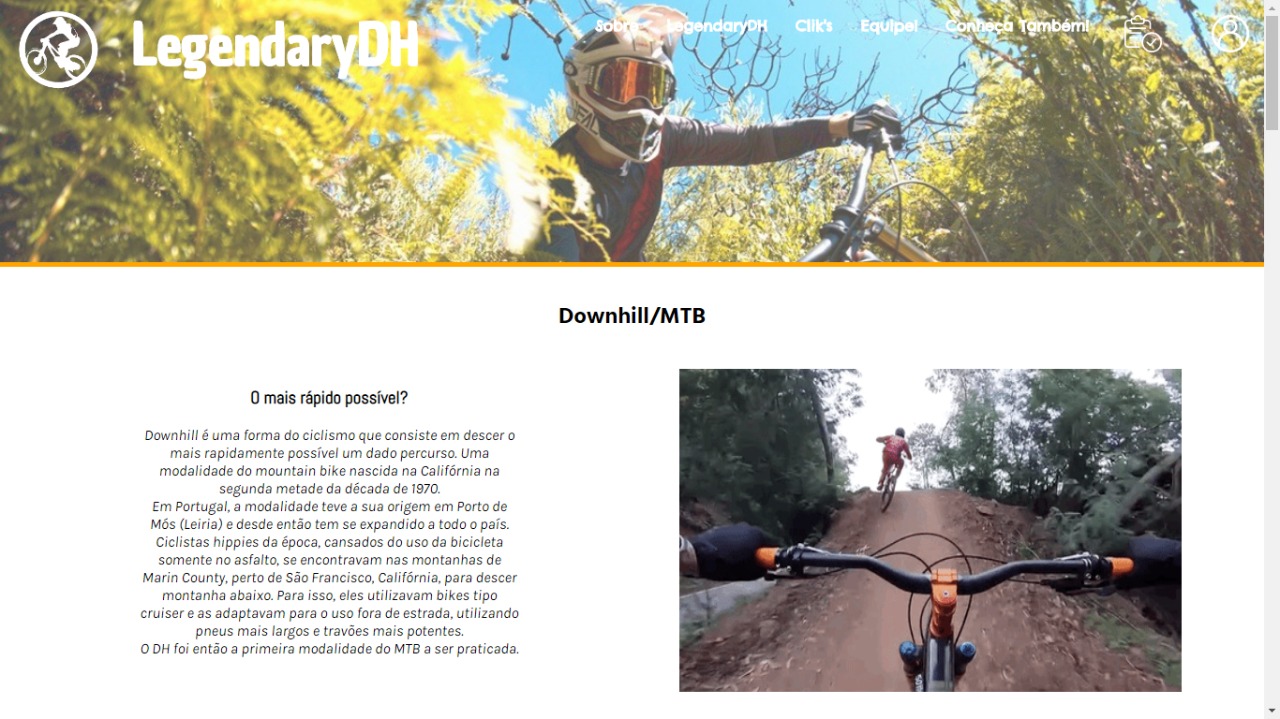 LegendaryDH
Sobre LegendaryDH Clik's Equipe! Conheça Também!
Downhill/MTB
O mais rápido possível?
Downhill é uma forma do ciclismo que consiste em descer o
mais rapidamente possível um dado percurso. Uma
modalidade do mountain bike nascida na Califórnia na
segunda metade da década de 1970.
Em Portugal, a modalidade teve a sua origem em Porto de
Mós (Leiria) e desde então tem se expandido a todo o país.
Ciclistas hippies da época, cansados do uso da bicicleta
somente no asfalto, se encontravam nas montanhas de
Marin County, perto de São Francisco, Califórnia, para descer
montanha abaixo. Para isso, eles utilizavam bikes tipo
cruiser e as adaptavam para o uso fora de estrada, utilizando
pneus mais largos e travões mais potentes.
O DH foi então a primeira modalidade do MTB a ser praticada.